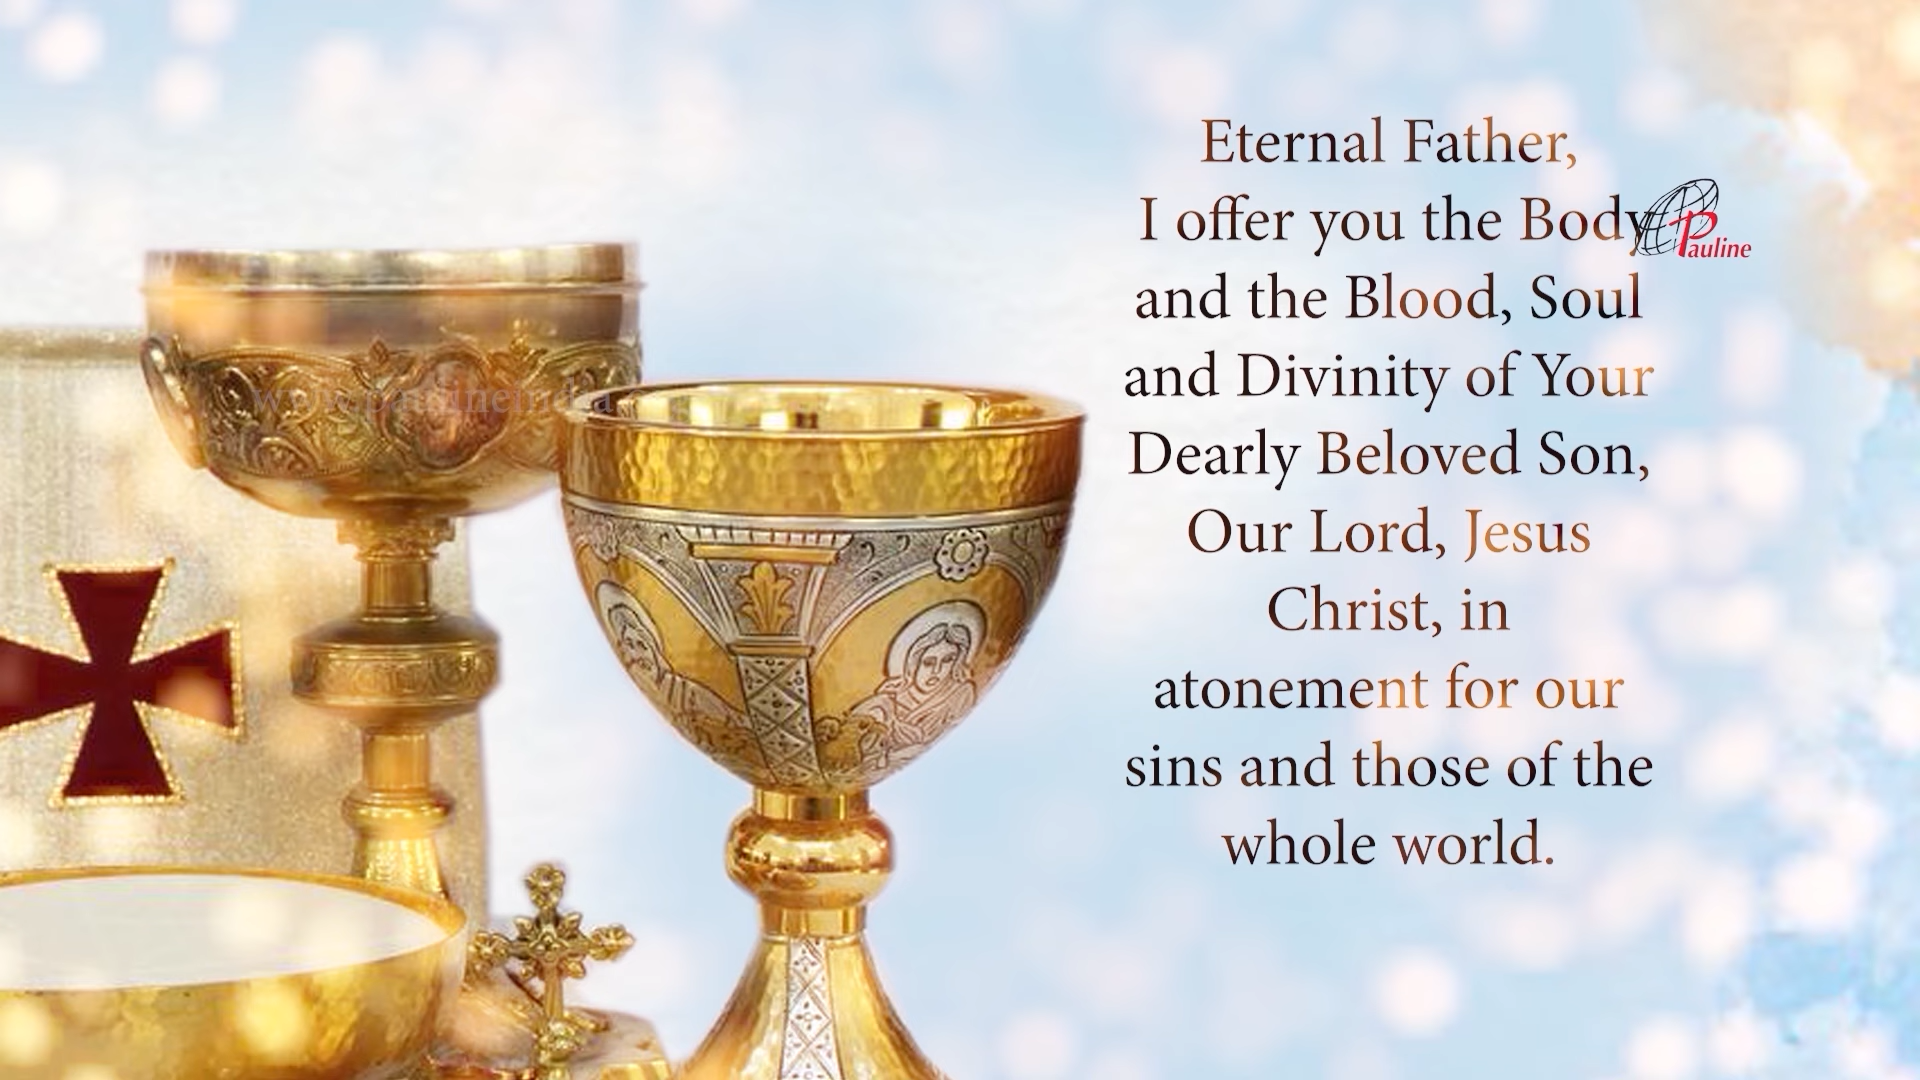 Eternal Father,
I offer you the Body
Pauline
and the Blood, Soul
and Divinity of Your
Dearly Beloved Son,
Our Lord, Jesus
Christ, in
atonement for our
sins and those of the
whole world.